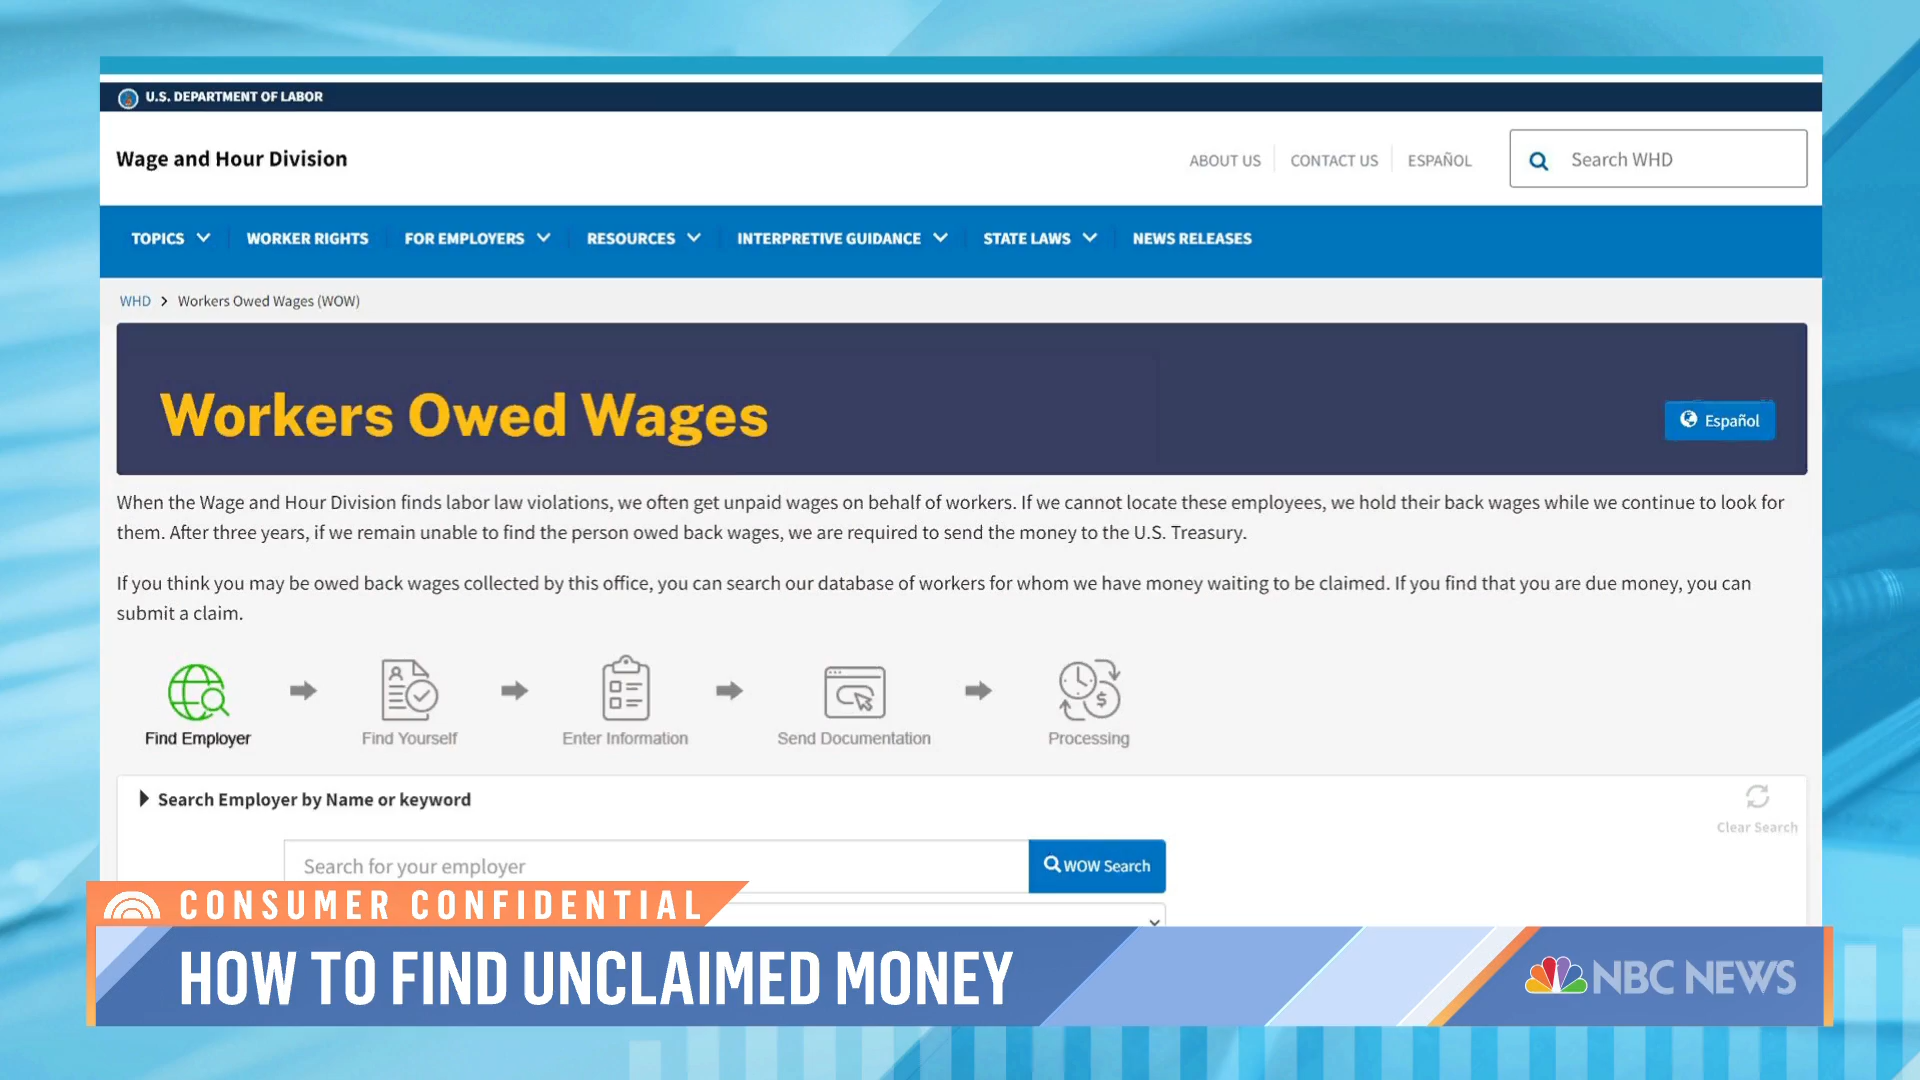 U.S. DEPARTMENT OF LABOR
Wage and Hour Division
ABOUT US
CONTACT US
ESPAÑOL
Search WHD
TOPICS
WORKER RIGHTS
FOR EMPLOYERS
RESOURCES
INTERPRETIVE GUIDANCE
STATE LAWS
NEWS RELEASES
WHD > Workers Owed Wages (WOW)
Workers Owed Wages
Español
When the Wage and Hour Division finds labor law violations, we often get unpaid wages on behalf of workers. If we cannot locate these employees, we hold their back wages while we continue to look for
them. After three years, if we remain unable to find the person owed back wages, we are required to send the money to the U.S. Treasury.
If you think you may be owed back wages collected by this office, you can search our database of workers for whom we have money waiting to be claimed. If you find that you are due money, you can
submit a claim.
Find Employer
Find Yourself
Enter Information
Send Documentation
Processing
Search Employer by Name or keyword
Clear Search
Search for your employer
WOW Search
CONSUMER CONFIDENTIAL
HOW TO FIND UNCLAIMED MONEY
NBC NEWS